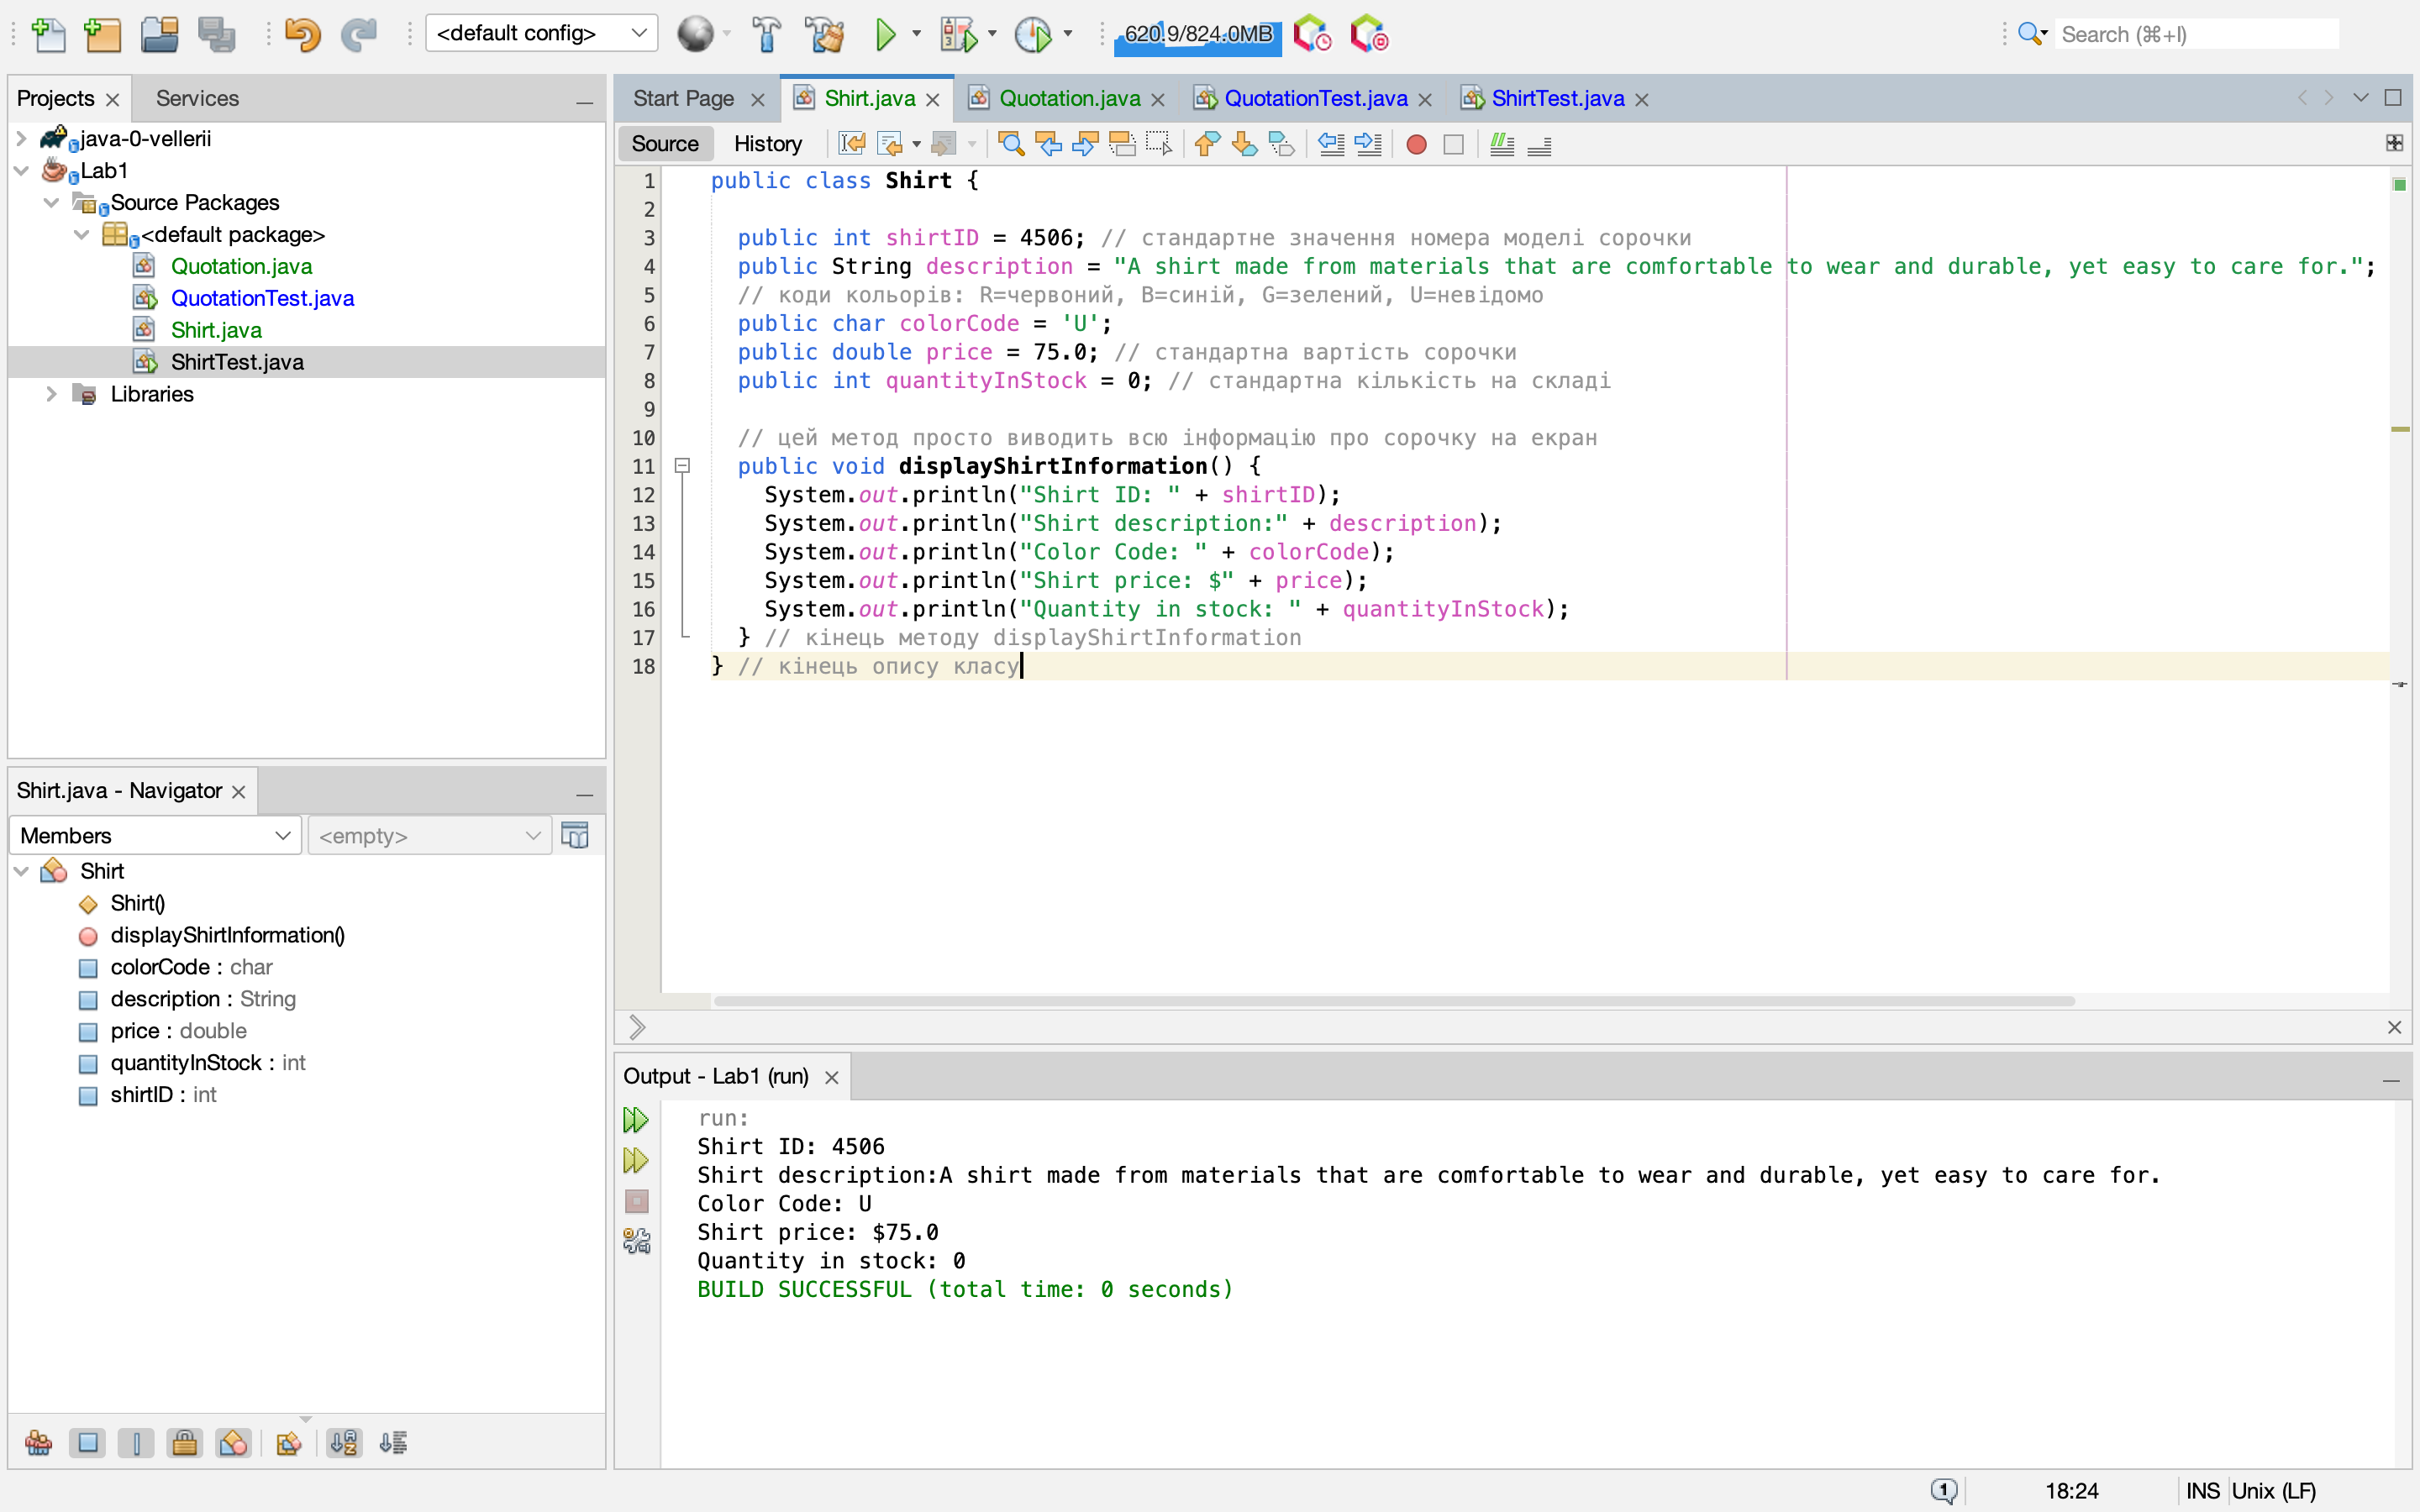 <default config>
620.9/824.0MB
Search (⌘+I)
Projects
Services
java-0-vellerii
Lab1
Source Packages
<default package>
Quotation.java
QuotationTest.java
Shirt.java
ShirtTest.java
Libraries
Start Page
Shirt.java
Quotation.java
QuotationTest.java
ShirtTest.java
Source
History
1 public class Shirt {
2
3 public int shirtID = 4506; // стандартне значення номера моделі сорочки
4 public String description = "A shirt made from materials that are comfortable to wear and durable, yet easy to care for.";
5 // коди кольорів: R=червоний, B=синій, G=зелений, U=невідомо
6 public char colorCode = 'U';
7 public double price = 75.0; // стандартна вартість сорочки
8 public int quantityInStock = 0; // стандартна кількість на складі
9
10 // цей метод просто виводить всю інформацію про сорочку на екран
11 public void displayShirtInformation() {
12 System.out.println("Shirt ID: " + shirtID);
13 System.out.println("Shirt description:" + description);
14 System.out.println("Color Code: " + colorCode);
15 System.out.println("Shirt price: $" + price);
16 System.out.println("Quantity in stock: " + quantityInStock);
17 } // кінець методу displayShirtInformation
18 } // кінець опису класу
Shirt.java - Navigator
Members
<empty>
Shirt
Shirt()
displayShirtInformation()
colorCode : char
description : String
price : double
quantityInStock : int
shirtID : int
Output - Lab1 (run)
run:
Shirt ID: 4506
Shirt description:A shirt made from materials that are comfortable to wear and durable, yet easy to care for.
Color Code: U
Shirt price: $75.0
Quantity in stock: 0
BUILD SUCCESSFUL (total time: 0 seconds)
1
18:24
INS
Unix (LF)